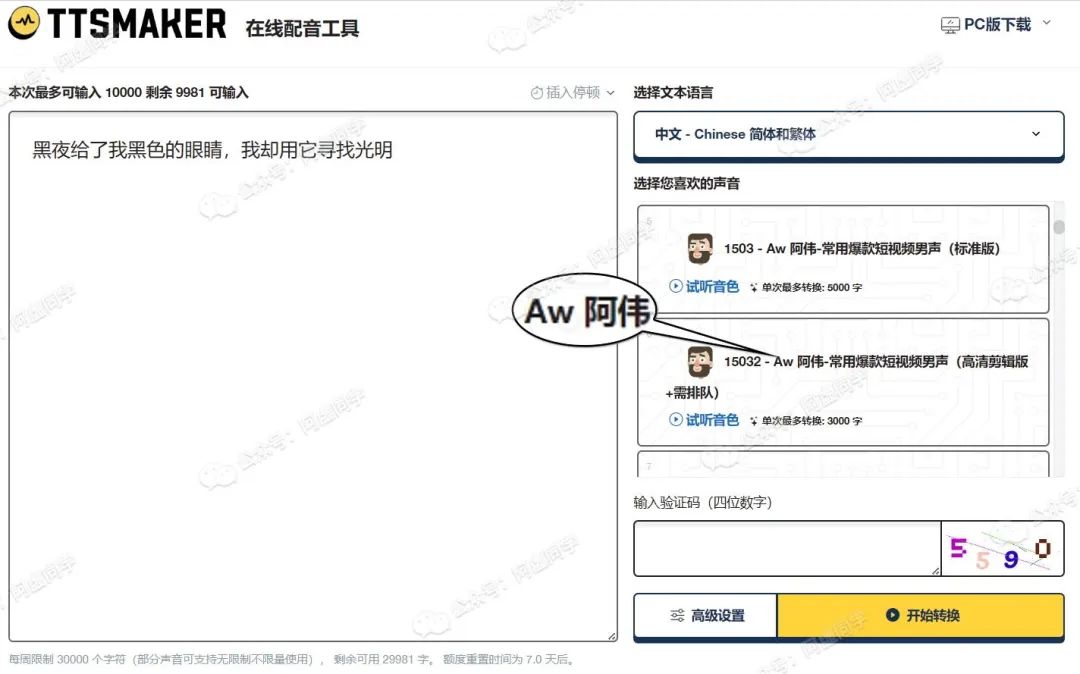 TTSMAKER 在线配音工具
PC版下载
本次最多可输入 10000 剩余 9981 可输入
插入停顿
黑夜给了我黑色的眼睛，我却用它寻找光明
选择文本语言
中文 - Chinese 简体和繁体
选择您喜欢的声音
5
1503 - Aw 阿伟-常用爆款短视频男声（标准版）
试听音色 单次最多转换: 5000 字
Aw 阿伟
15032 - Aw 阿伟-常用爆款短视频男声（高清剪辑版
+需排队）
试听音色 单次最多转换: 3000 字
7
输入验证码（四位数字）
5590
高级设置
开始转换
每周限制 30000 个字符（部分声音可支持无限制不限量使用），剩余可用 29981 字。 额度重置时间为 7.0 天后。
公众号：阿虚同学